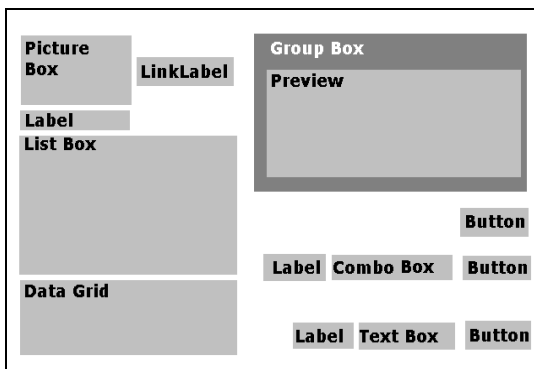 Picture
Box
LinkLabel
Label
List Box
Data Grid
Group Box
Preview
Button
Label Combo Box Button
Label Text Box Button